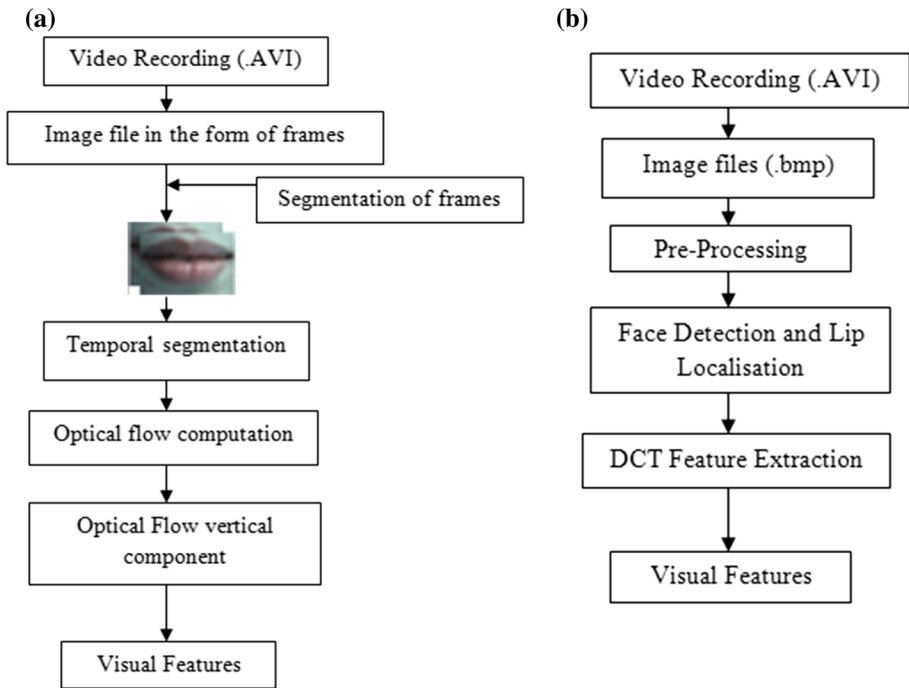 (a)
Video Recording (.AVI)
Image file in the form of frames
Segmentation of frames
Temporal segmentation
Optical flow computation
Optical Flow vertical
component
Visual Features
(b)
Video Recording (.AVI)
Image files (.bmp)
Pre-Processing
Face Detection and Lip
Localisation
DCT Feature Extraction
Visual Features